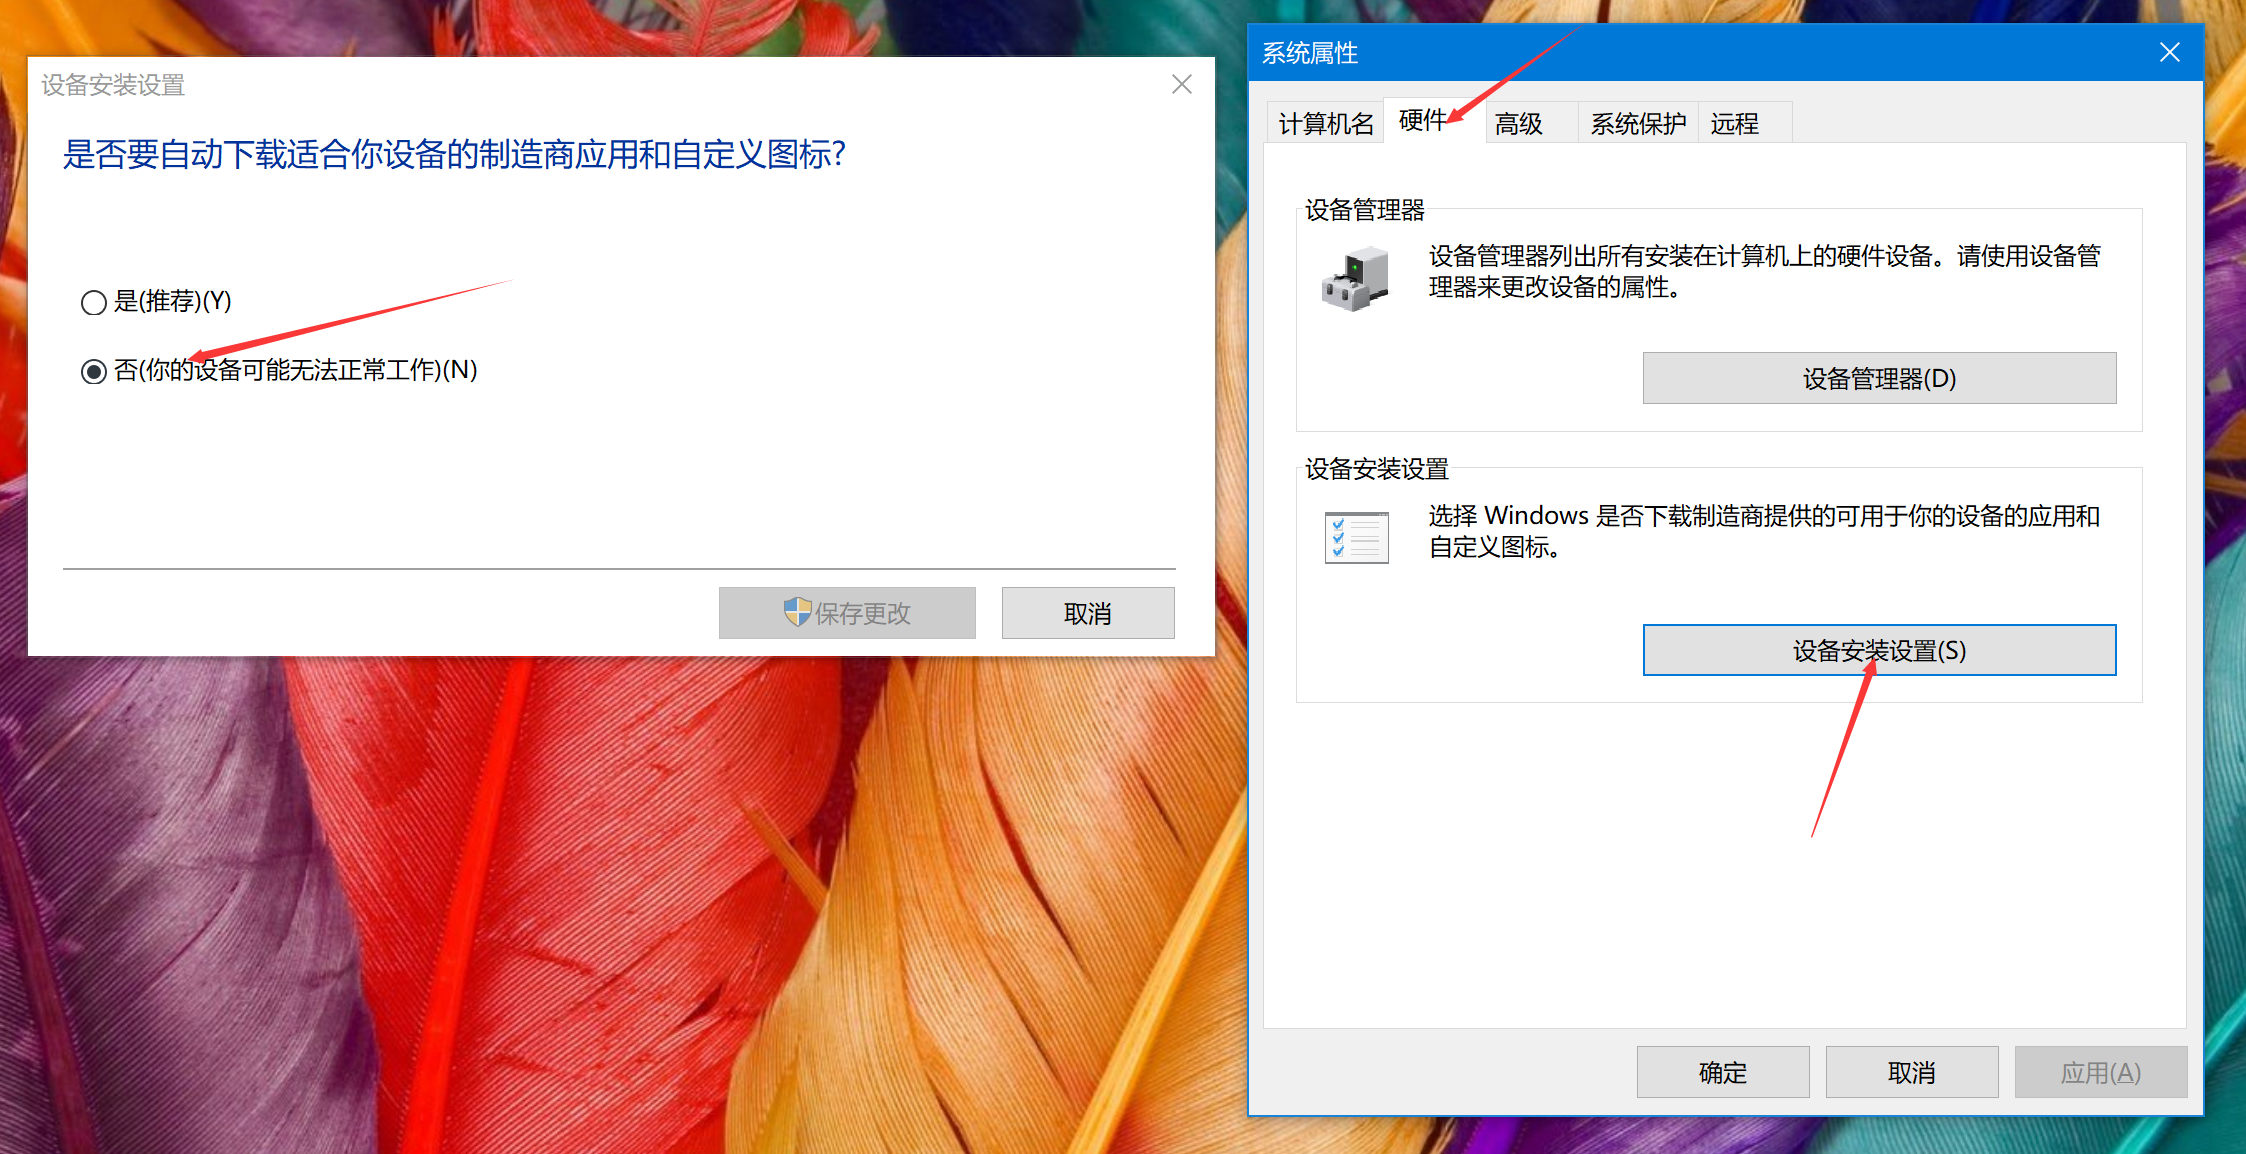 设备安装设置
是否要自动下载适合你设备的制造商应用和自定义图标?
是(推荐)(Y)
否(你的设备可能无法正常工作)(N)
保存更改
取消
系统属性
计算机名
硬件
高级
系统保护
远程
设备管理器
设备管理器列出所有安装在计算机上的硬件设备。请使用设备管
理器来更改设备的属性。
设备管理器(D)
设备安装设置
选择 Windows 是否下载制造商提供的可用于你的设备的应用和
自定义图标。
设备安装设置(S)
确定
取消
应用(A)